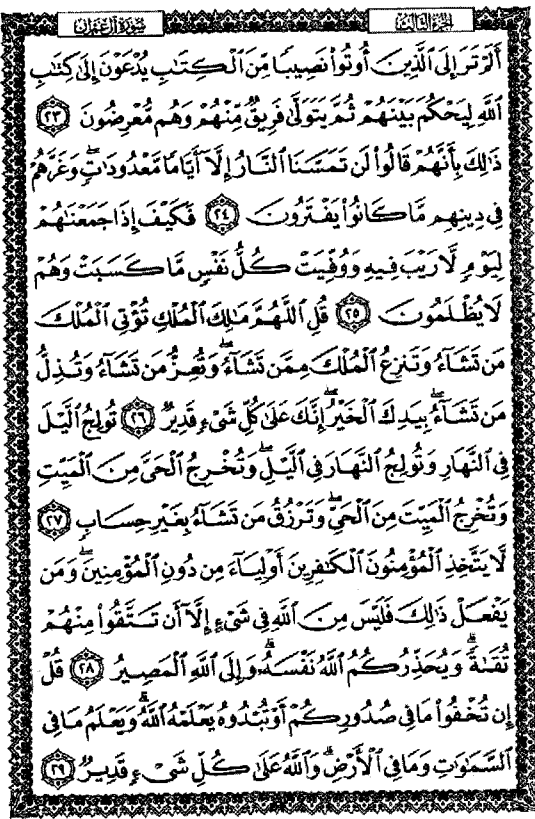 الجزء الثالث
سورة آل عمران
أَلَمْ تَرَ إِلَى ٱلَّذِينَ أُوتُوا۟ نَصِيبًا مِّنَ ٱلْكِتَٰبِ يُدْعَوْنَ إِلَىٰ كِتَٰبِ
ٱللَّهِ لِيَحْكُمَ بَيْنَهُمْ ثُمَّ يَتَوَلَّىٰ فَرِيقٌ مِّنْهُمْ وَهُم مُّعْرِضُونَ ٢٣
ذَٰلِكَ بِأَنَّهُمْ قَالُوا۟ لَن تَمَسَّنَا ٱلنَّارُ إِلَّآ أَيَّامًا مَّعْدُودَٰتٍ ۖ وَغَرَّهُمْ
فِى دِينِهِم مَّا كَانُوا۟ يَفْتَرُونَ ٢٤ فَكَيْفَ إِذَا جَمَعْنَٰهُمْ
لِيَوْمٍ لَّا رَيْبَ فِيهِ وَوُفِّيَتْ كُلُّ نَفْسٍ مَّا كَسَبَتْ وَهُمْ
لَا يُظْلَمُونَ ٢٥ قُلِ ٱللَّهُمَّ مَٰلِكَ ٱلْمُلْكِ تُؤْتِى ٱلْمُلْكَ
مَن تَشَآءُ وَتَنزِعُ ٱلْمُلْكَ مِمَّن تَشَآءُ وَتُعِزُّ مَن تَشَآءُ وَتُذِلُّ
مَن تَشَآءُ ۖ بِيَدِكَ ٱلْخَيْرُ ۖ إِنَّكَ عَلَىٰ كُلِّ شَىْءٍ قَدِيرٌ ٢٦ تُولِجُ ٱلَّيْلَ
فِى ٱلنَّهَارِ وَتُولِجُ ٱلنَّهَارَ فِى ٱلَّيْلِ ۖ وَتُخْرِجُ ٱلْحَىَّ مِنَ ٱلْمَيِّتِ
وَتُخْرِجُ ٱلْمَيِّتَ مِنَ ٱلْحَىِّ ۖ وَتَرْزُقُ مَن تَشَآءُ بِغَيْرِ حِسَابٍ ٢٧
لَّا يَتَّخِذِ ٱلْمُؤْمِنُونَ ٱلْكَٰفِرِينَ أَوْلِيَآءَ مِن دُونِ ٱلْمُؤْمِنِينَ ۖ وَمَن
يَفْعَلْ ذَٰلِكَ فَلَيْسَ مِنَ ٱللَّهِ فِى شَىْءٍ إِلَّآ أَن تَتَّقُوا۟ مِنْهُمْ
تُقَىٰةً ۗ وَيُحَذِّرُكُمُ ٱللَّهُ نَفْسَهُۥ ۗ وَإِلَى ٱللَّهِ ٱلْمَصِيرُ ٢٨ قُلْ
إِن تُخْفُوا۟ مَا فِى صُدُورِكُمْ أَوْ تُبْدُوهُ يَعْلَمْهُ ٱللَّهُ ۗ وَيَعْلَمُ مَا فِى
ٱلسَّمَٰوَٰتِ وَمَا فِى ٱلْأَرْضِ ۗ وَٱللَّهُ عَلَىٰ كُلِّ شَىْءٍ قَدِيرٌ ٢٩